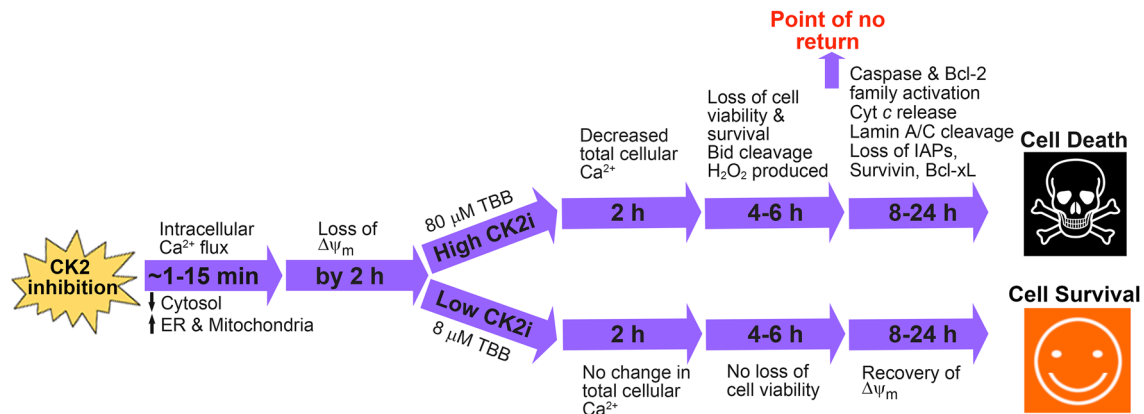 Point of no
return
Caspase & Bcl-2
family activation
Cyt c release
Lamin A/C cleavage
Loss of IAPs,
Survivin, Bcl-xL
Loss of cell
viability &
survival
Bid cleavage
H₂O₂ produced
Decreased
total cellular
Ca²⁺
Cell Death
80 μM TBB
High CK2i
2 h
4-6 h
8-24 h
Intracellular
Ca²⁺ flux
Loss of
Δψₘ
CK2
inhibition
~1-15 min
by 2 h
Cytosol
ER & Mitochondria
Low CK2i
8 μM TBB
Cell Survival
2 h
4-6 h
8-24 h
No change in
total cellular
Ca²⁺
No loss of
cell viability
Recovery of
Δψₘ